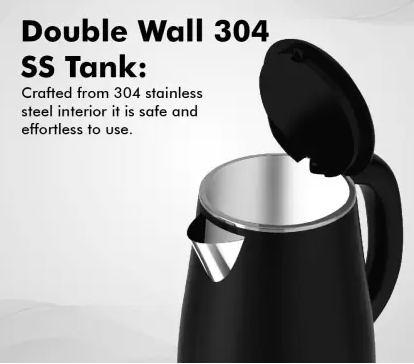 Double Wall 304
SS Tank:
Crafted from 304 stainless
steel interior it is safe and
effortless to use.